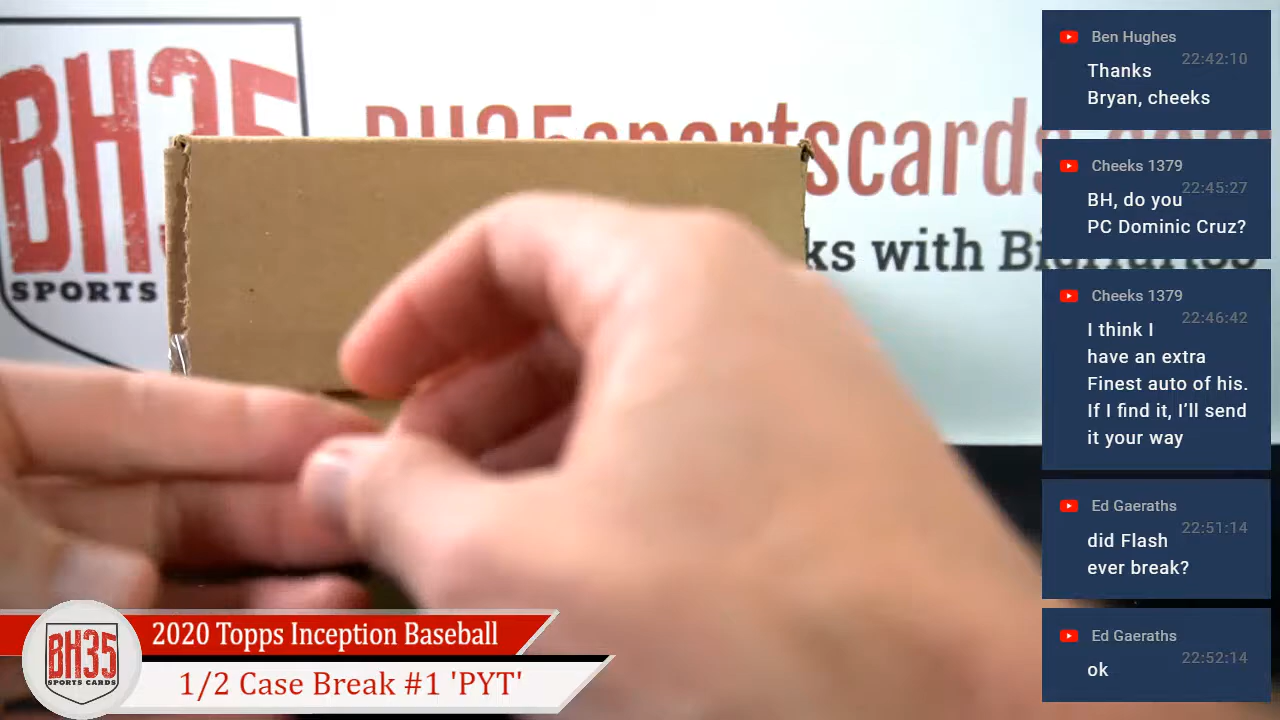 BH35
SPORTS
BH35sportscards.com
ks with
Ben Hughes
22:42:10
Thanks
Bryan, cheeks
Cheeks 1379
22:45:27
BH, do you
PC Dominic Cruz?
Cheeks 1379
22:46:42
I think I
have an extra
Finest auto of his.
If I find it, I’ll send
it your way
Ed Gaeraths
22:51:14
did Flash
ever break?
Ed Gaeraths
22:52:14
ok
BH35
SPORTS CARDS
2020 Topps Inception Baseball
1/2 Case Break #1 'PYT'